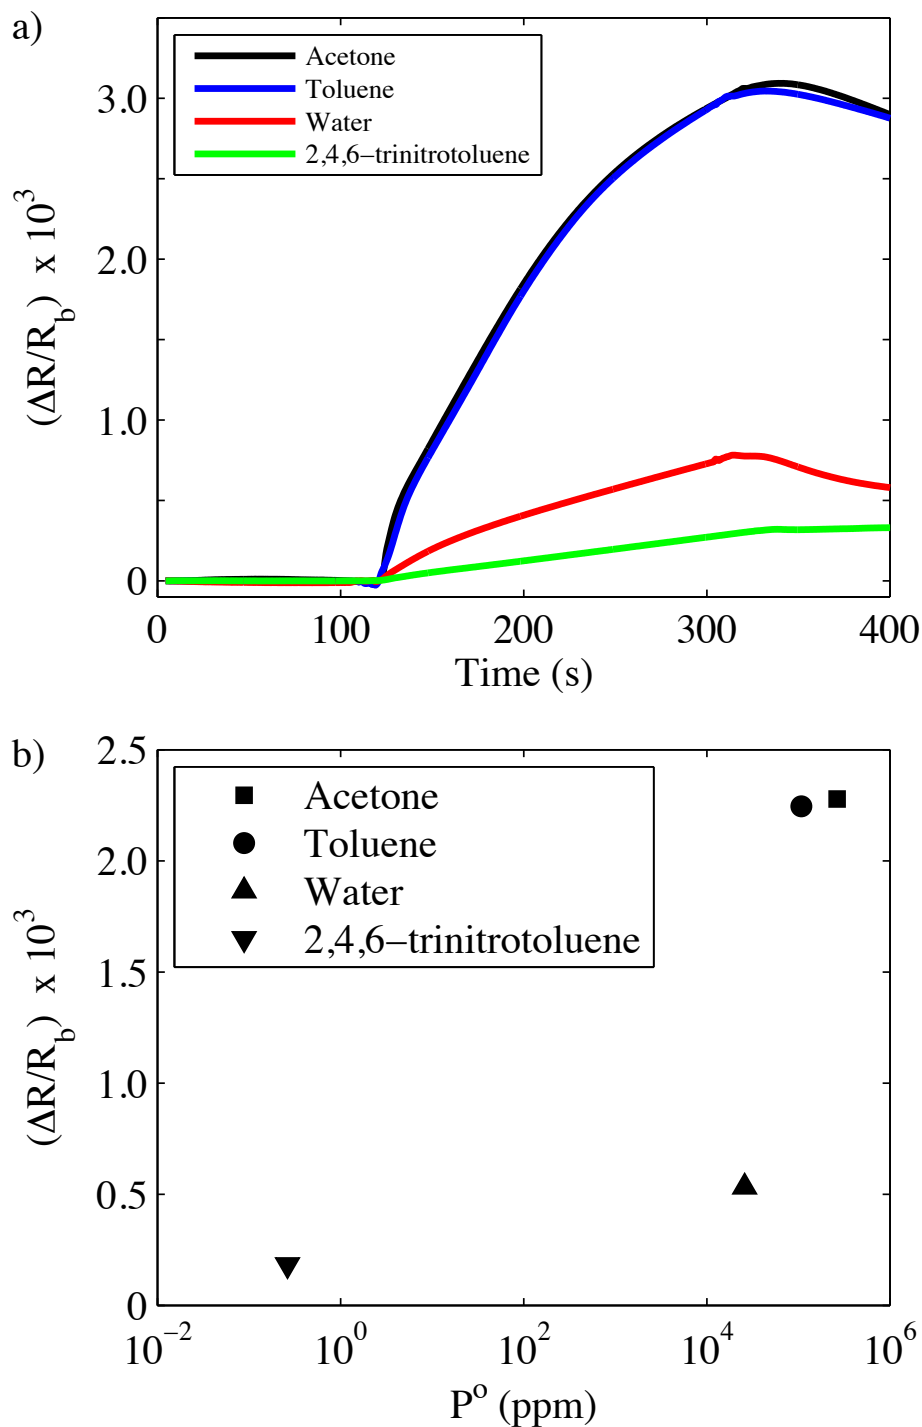 a)
Acetone
Toluene
Water
2,4,6−trinitrotoluene
(ΔR/R_b) x 10^3
3.0
2.0
1.0
0
0 100 200 300 400
Time (s)
b)
Acetone
Toluene
Water
2,4,6−trinitrotoluene
(ΔR/R_b) x 10^3
2.5
2.0
1.5
1.0
0.5
0
10^−2 10^0 10^2 10^4 10^6
P^o (ppm)